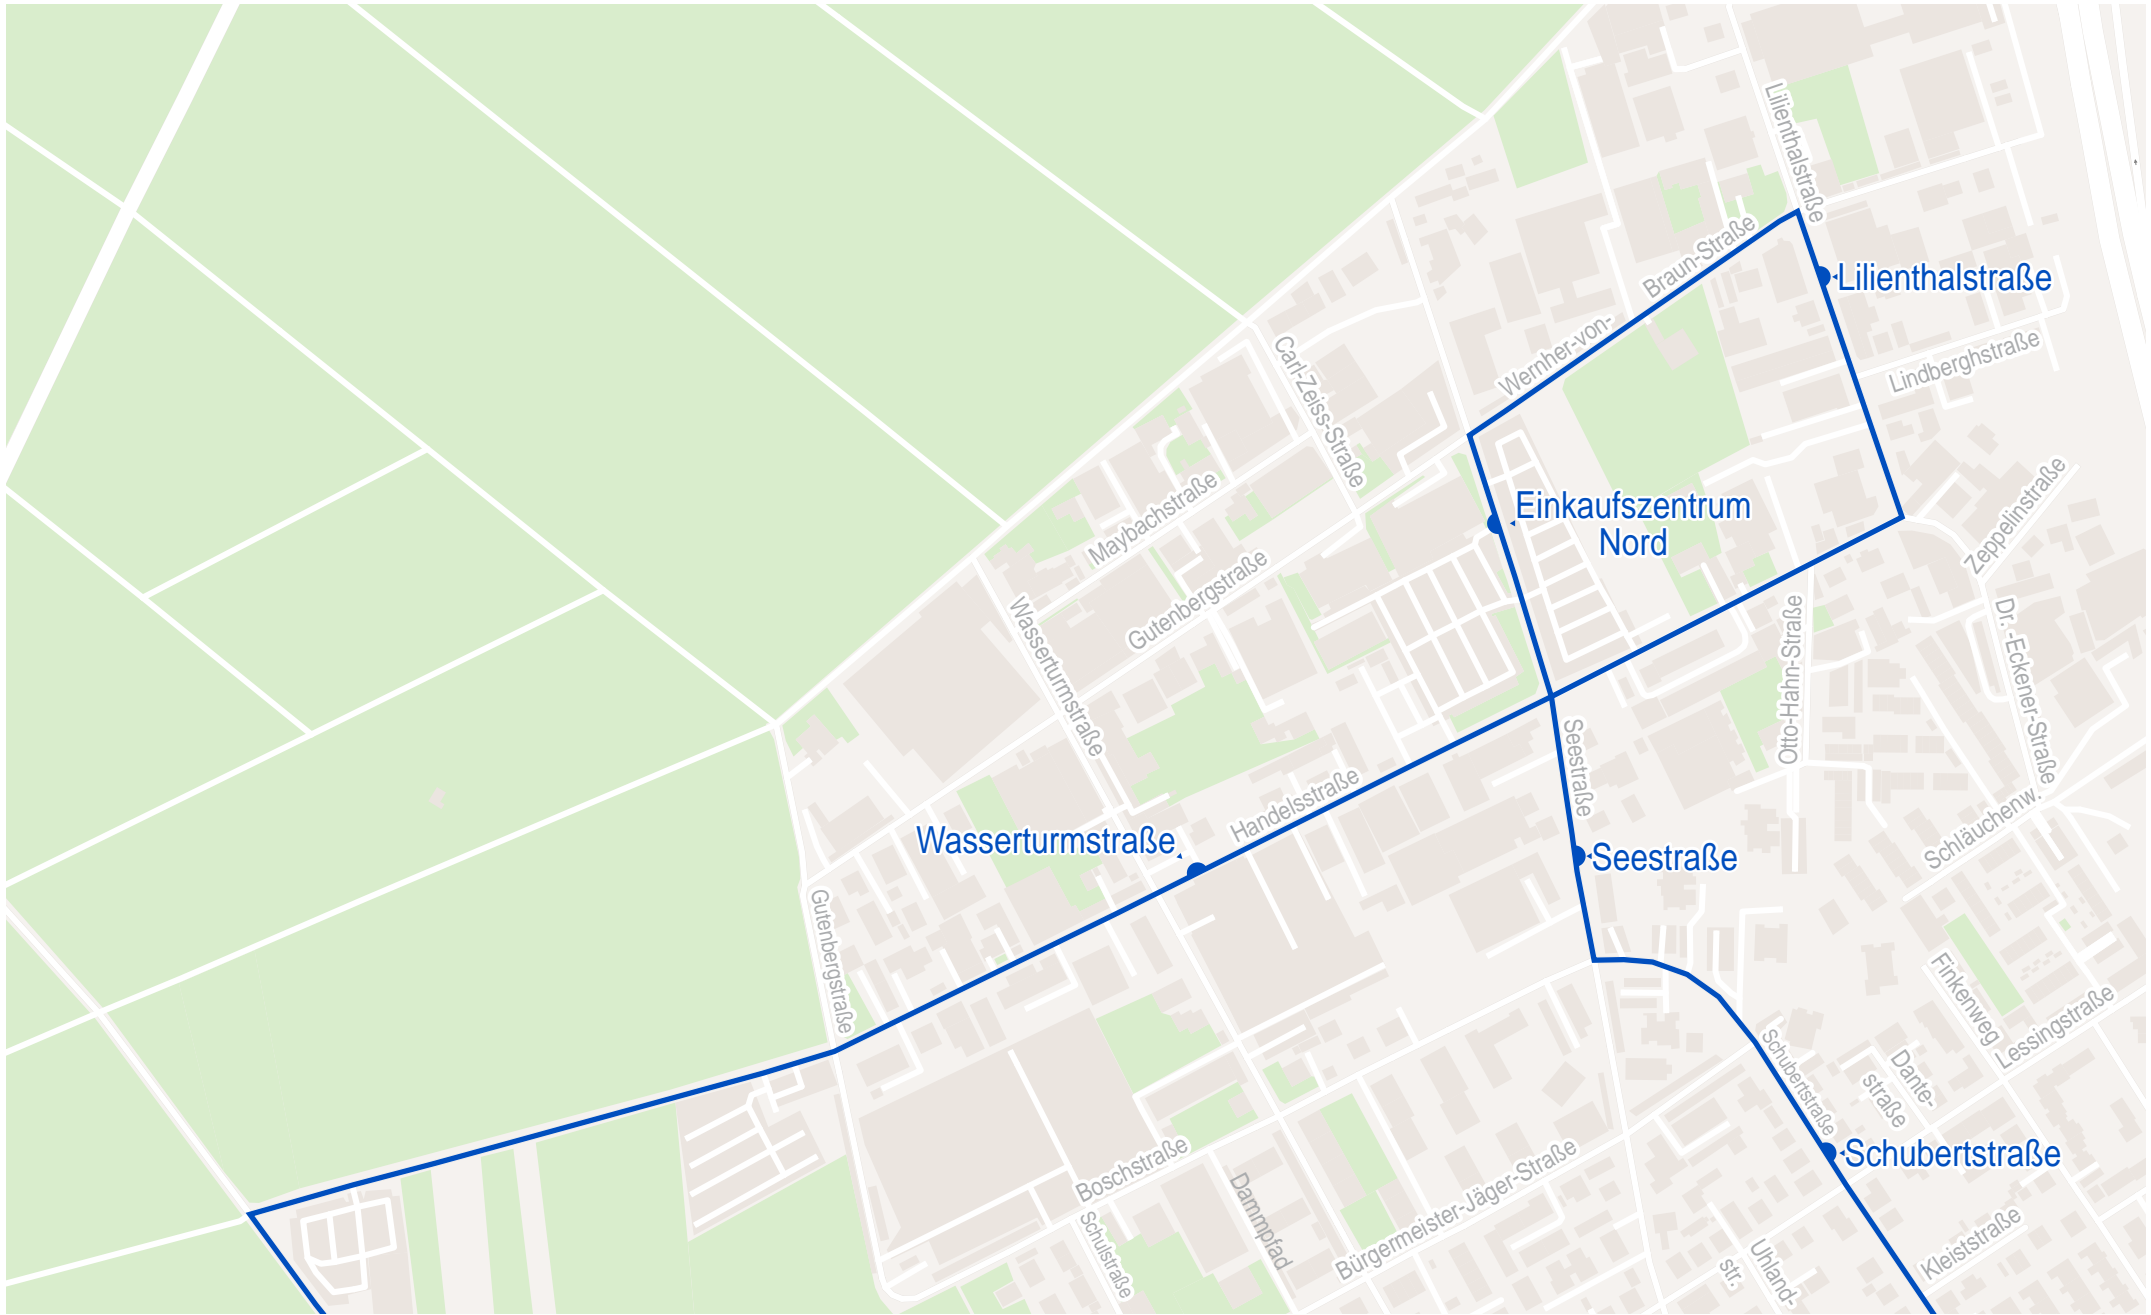 Lilienthalstraße
Braun-Straße
Lilienthalstraße
Wernher-von-
Lindberghstraße
Carl-Zeiss-Straße
Einkaufszentrum
Nord
Maybachstraße
Zeppelinstraße
Gutenbergstraße
Wasserturmstraße
Otto-Hahn-Straße
Dr. -Eckener-Straße
Seestraße
Handelsstraße
Wasserturmstraße
Seestraße
Schläuchenw.
Gutenbergstraße
Finkenweg
Lessingstraße
Schubertstraße
Dante-
straße
Schubertstraße
Boschstraße
Bürgermeister-Jäger-Straße
Dammpfad
Schulstraße
Uhland-
str.
Kleiststraße